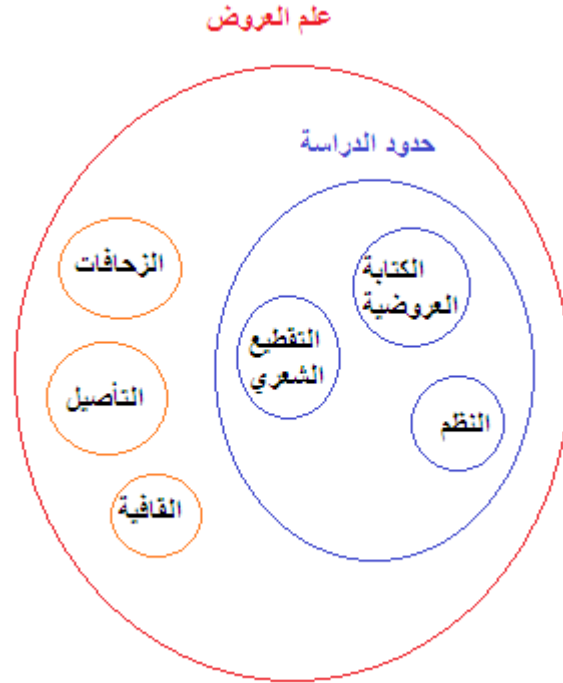 علم العروض
حدود الدراسة
الكتابة
العروضية
التقطيع
الشعري
النظم
الزحافات
التأصيل
القافية